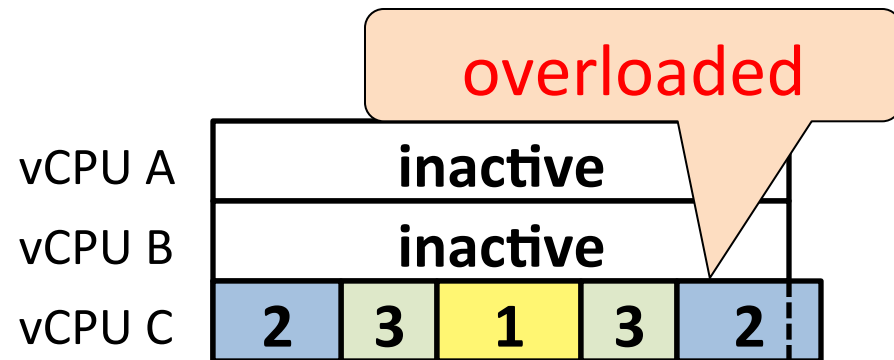 overloaded
vCPU A inactive
vCPU B inactive
vCPU C 2 3 1 3 2